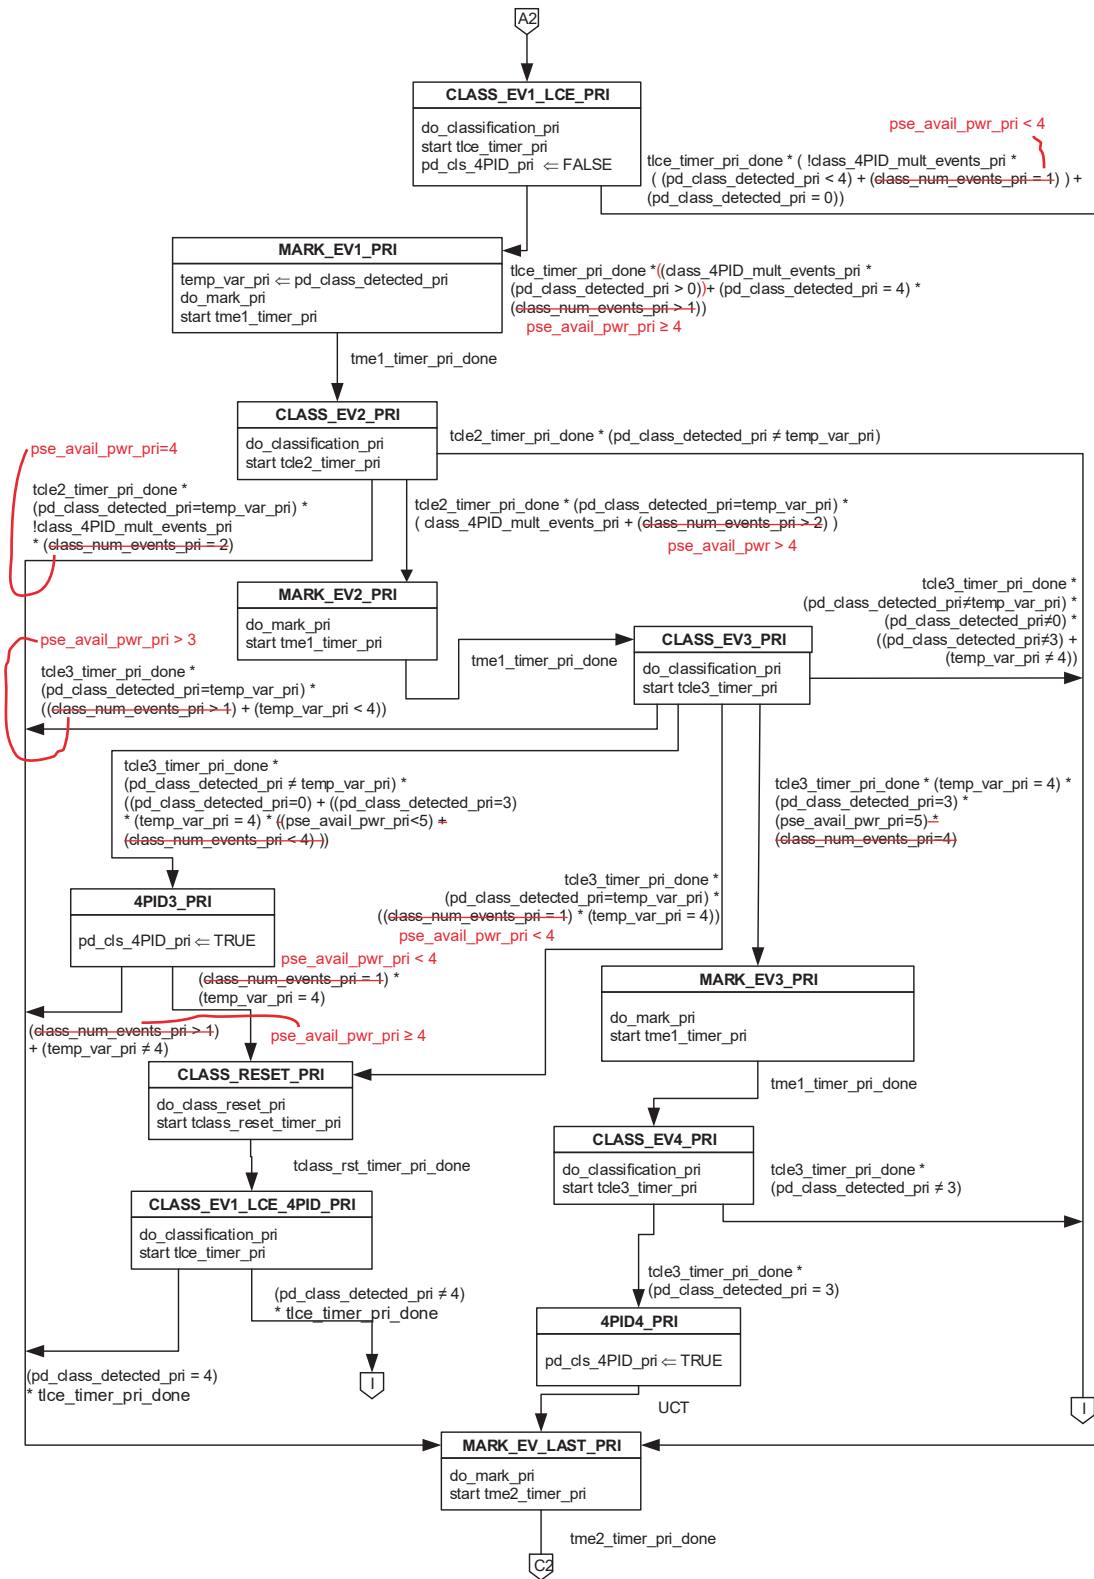 A2
CLASS_EV1_LCE_PRI
do_classification_pri
start tlce_timer_pri
pd_cls_4PID_pri ⇐ FALSE
pse_avail_pwr_pri < 4
tlce_timer_pri_done * ( !class_4PID_mult_events_pri *
( ((pd_class_detected_pri < 4) + (class_num_events_pri = 1) ) +
(pd_class_detected_pri = 0))
MARK_EV1_PRI
temp_var_pri ⇐ pd_class_detected_pri
do_mark_pri
start tme1_timer_pri
tlce_timer_pri_done *((class_4PID_mult_events_pri *
(pd_class_detected_pri > 0))+ (pd_class_detected_pri = 4) *
(class_num_events_pri > 1))
pse_avail_pwr_pri ≥ 4
tme1_timer_pri_done
CLASS_EV2_PRI
do_classification_pri
start tcle2_timer_pri
tcle2_timer_pri_done * (pd_class_detected_pri ≠ temp_var_pri)
pse_avail_pwr_pri=4
tcle2_timer_pri_done *
(pd_class_detected_pri=temp_var_pri) *
!class_4PID_mult_events_pri
* (class_num_events_pri = 2)
tcle2_timer_pri_done * (pd_class_detected_pri=temp_var_pri) *
( class_4PID_mult_events_pri + (class_num_events_pri > 2) )
pse_avail_pwr > 4
MARK_EV2_PRI
do_mark_pri
start tme1_timer_pri
tme1_timer_pri_done
tcle3_timer_pri_done *
(pd_class_detected_pri≠temp_var_pri) *
(pd_class_detected_pri≠0) *
((pd_class_detected_pri≠3) +
(temp_var_pri ≠ 4))
CLASS_EV3_PRI
do_classification_pri
start tcle3_timer_pri
pse_avail_pwr_pri > 3
tcle3_timer_pri_done *
(pd_class_detected_pri=temp_var_pri) *
((class_num_events_pri > 1) + (temp_var_pri < 4))
tcle3_timer_pri_done *
(pd_class_detected_pri ≠ temp_var_pri) *
((pd_class_detected_pri=0) + ((pd_class_detected_pri=3)
* (temp_var_pri = 4) * ((pse_avail_pwr_pri<5) +
(class_num_events_pri < 4) ))
tcle3_timer_pri_done * (temp_var_pri = 4) *
(pd_class_detected_pri=3) *
(pse_avail_pwr_pri=5) *
(class_num_events_pri=4)
tcle3_timer_pri_done *
(pd_class_detected_pri=temp_var_pri) *
((class_num_events_pri = 1) * (temp_var_pri = 4))
pse_avail_pwr_pri < 4
4PID3_PRI
pd_cls_4PID_pri ⇐ TRUE
pse_avail_pwr_pri < 4
(class_num_events_pri = 1) *
(temp_var_pri = 4)
(class_num_events_pri > 1)
+ (temp_var_pri ≠ 4)
pse_avail_pwr_pri ≥ 4
MARK_EV3_PRI
do_mark_pri
start tme1_timer_pri
tme1_timer_pri_done
CLASS_RESET_PRI
do_class_reset_pri
start tclass_reset_timer_pri
tclass_rst_timer_pri_done
CLASS_EV4_PRI
do_classification_pri
start tcle3_timer_pri
tcle3_timer_pri_done *
(pd_class_detected_pri ≠ 3)
CLASS_EV1_LCE_4PID_PRI
do_classification_pri
start tlce_timer_pri
(pd_class_detected_pri ≠ 4)
* tlce_timer_pri_done
tcle3_timer_pri_done *
(pd_class_detected_pri = 3)
4PID4_PRI
pd_cls_4PID_pri ⇐ TRUE
(pd_class_detected_pri = 4)
* tlce_timer_pri_done
I
UCT
I
MARK_EV_LAST_PRI
do_mark_pri
start tme2_timer_pri
tme2_timer_pri_done
C2